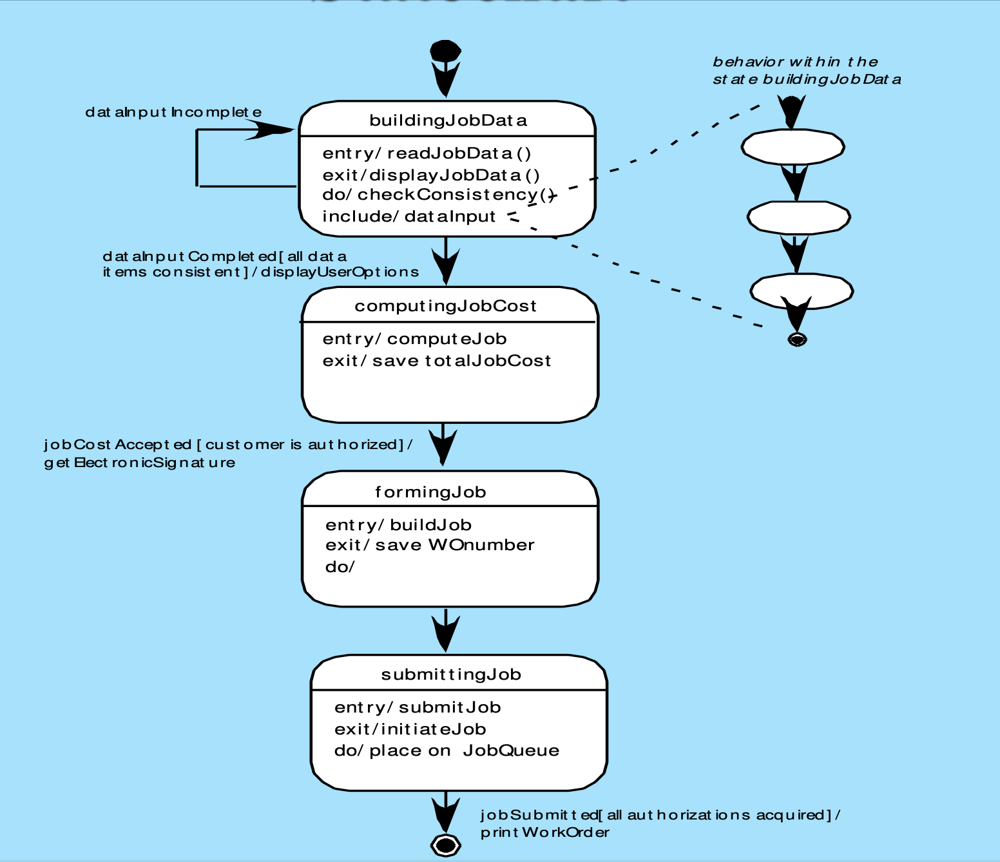 behavior within the
state buildingJobData
dataInputIncomplete
buildingJobData
entry/readJobData()
exit/displayJobData()
do/checkConsistency()
include/dataInput
dataInputCompleted[all data
items consistent]/displayUserOptions
computingJobCost
entry/computeJob
exit/save totalJobCost
jobCostAccepted [customer is authorized]/
getElectronicSignature
formingJob
entry/buildJob
exit/save WOnumber
do/
submittingJob
entry/submitJob
exit/initiateJob
do/place on JobQueue
jobSubmitted[all authorizations acquired]/
printWorkOrder